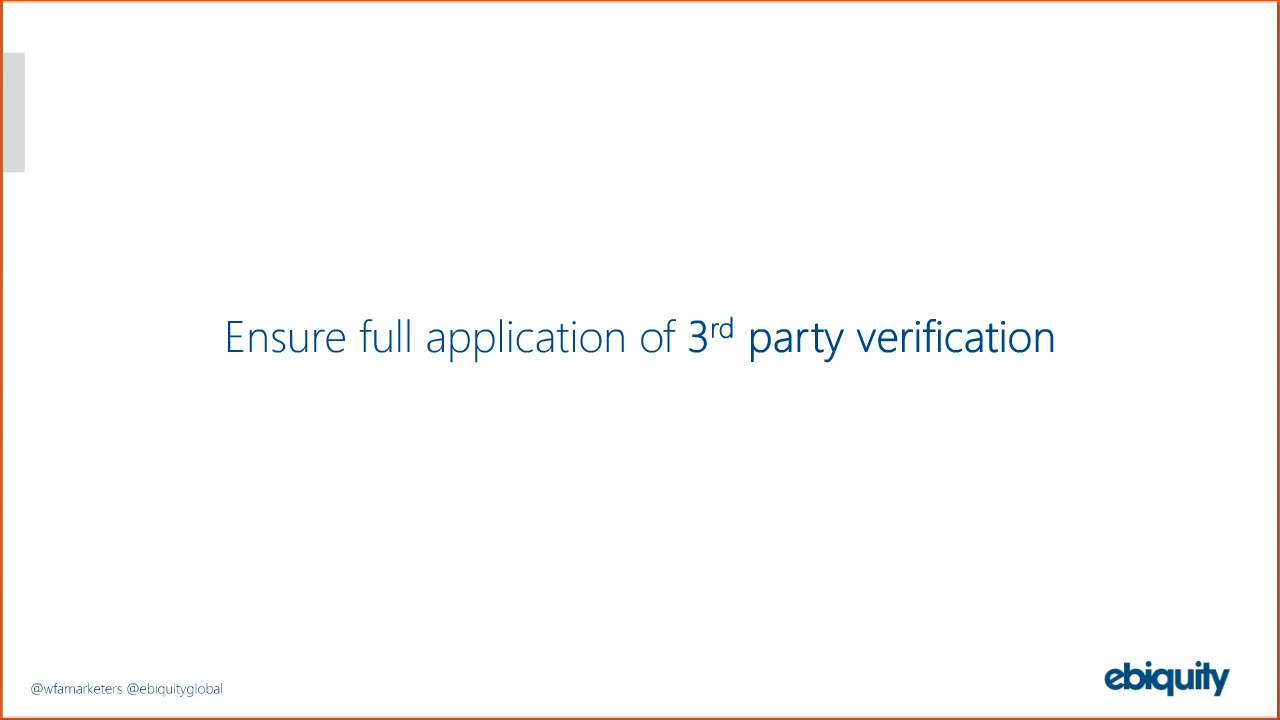 Ensure full application of 3rd party verification
@wfamarketers @ebiquityglobal
ebiquity